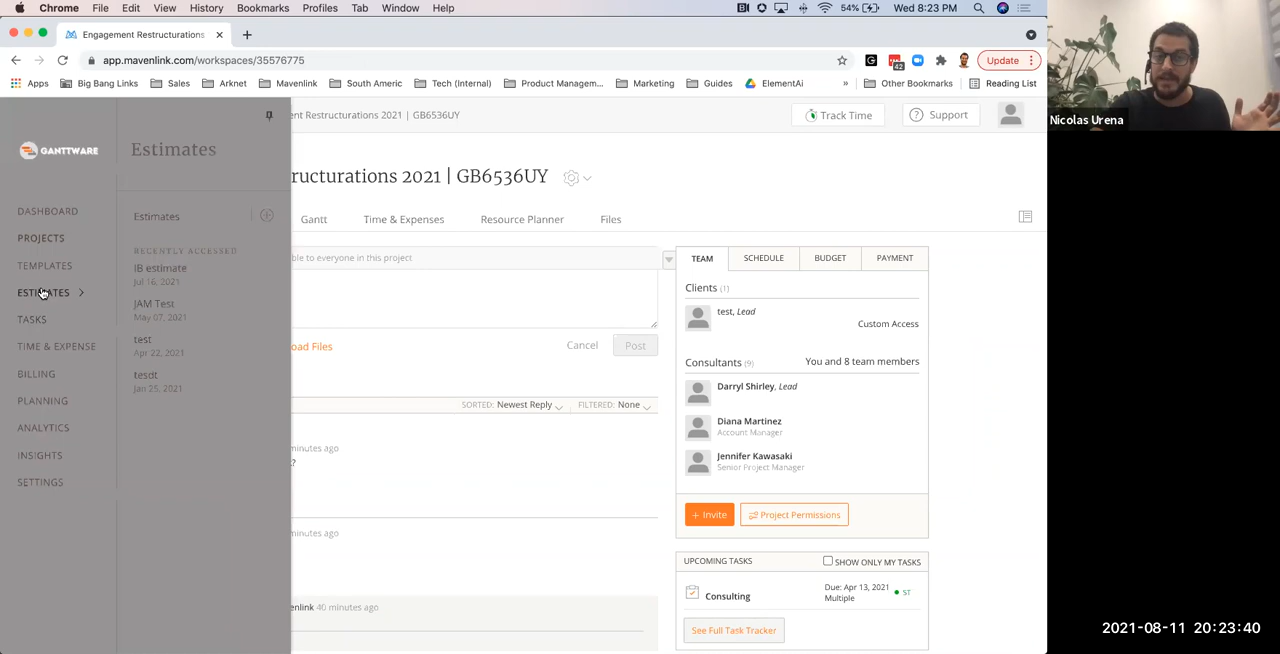 Chrome File Edit View History Bookmarks Profiles Tab Window Help 54% Wed 8:23 PM
Engagement Restructurations
app.mavenlink.com/workspaces/35576775 42 Update
Apps Big Bang Links Sales Arknet Mavenlink South Americ Tech (Internal) Product Managem... Marketing Guides ElementAi » Other Bookmarks Reading List
ent Restructurations 2021 | GB6536UY Track Time Support
Nicolas Urena
GANTTWARE
Estimates
ructurations 2021 | GB6536UY
DASHBOARD
PROJECTS
TEMPLATES
ESTIMATES
TASKS
TIME & EXPENSE
BILLING
PLANNING
ANALYTICS
INSIGHTS
SETTINGS
Estimates
RECENTLY ACCESSED
IB estimate
Jul 16, 2021
JAM Test
May 07, 2021
test
Apr 22, 2021
tesdt
Jan 25, 2021
Gantt Time & Expenses Resource Planner Files
ble to everyone in this project
oad Files Cancel Post
SORTED: Newest Reply FILTERED: None
minutes ago
?
minutes ago
enlink 40 minutes ago
TEAM SCHEDULE BUDGET PAYMENT
Clients (1)
test, Lead
Custom Access
Consultants (9) You and 8 team members
Darryl Shirley, Lead
Diana Martinez
Account Manager
Jennifer Kawasaki
Senior Project Manager
+ Invite Project Permissions
UPCOMING TASKS SHOW ONLY MY TASKS
Consulting Due: Apr 13, 2021 ST
Multiple
See Full Task Tracker
2021-08-11 20:23:40